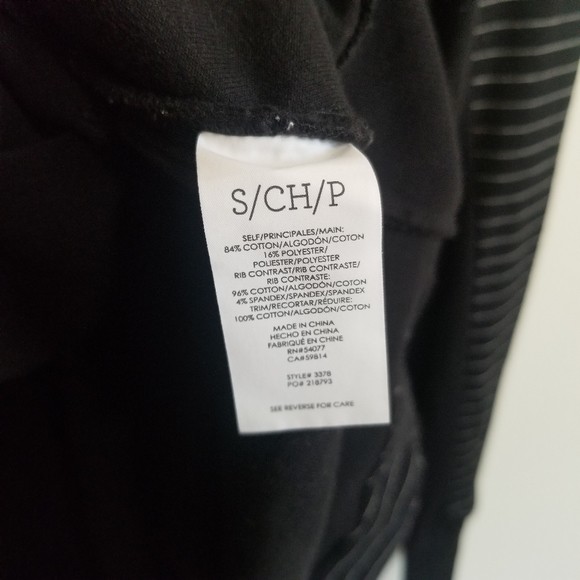 S/CH/P
SELF/PRINCIPALES/MAIN:
84% COTTON/ALGODÓN/COTON
16% POLYESTER/
POLIESTER/POLYESTER
RIB CONTRAST/RIB CONTRASTE/
RIB CONTRASTE:
96% COTTON/ALGODÓN/COTON
4% SPANDEX/SPANDEX/SPANDEX
TRIM/RECORTAR/RÉDUIRE:
100% COTTON/ALGODÓN/COTON
MADE IN CHINA
HECHO EN CHINA
FABRIQUÉ EN CHINE
RN#54077
CA#59814
STYLE# 3378
PO# 218793
SEE REVERSE FOR CARE